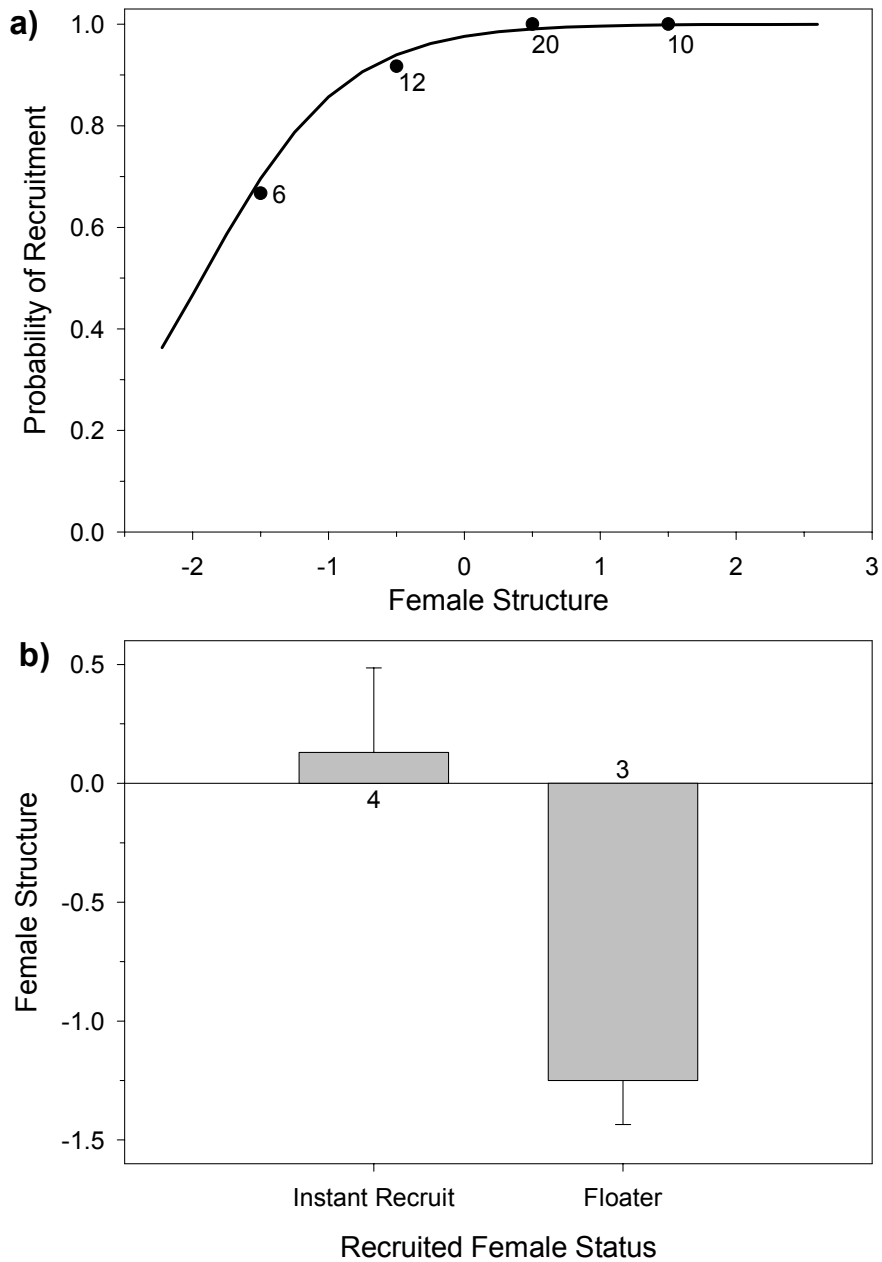 a)
Probability of Recruitment
1.0
0.8
0.6
0.4
0.2
0.0
6
12
20
10
-2 -1 0 1 2 3
Female Structure
b)
Female Structure
0.5
0.0
-0.5
-1.0
-1.5
4
3
Instant Recruit Floater
Recruited Female Status